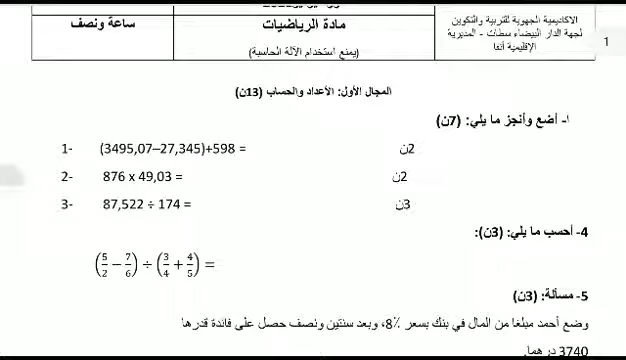 الاكاديمية الجهوية للتربية والتكوين
لجهة الدار البيضاء سطات - المديرية
الإقليمية أنفا
مادة الرياضيات
(يمنع استخدام الآلة الحاسبة)
ساعة ونصف
1
المجال الأول: الأعداد والحساب (13ن)
ا- أضع وأنجز ما يلي: (7ن)
1- (3495,07–27,345)+598 = 2ن
2- 876 x 49,03 = 2ن
3- 87,522 ÷ 174 = 3ن
4- أحسب ما يلي: (3ن):
(5/2 − 7/6) ÷ (3/4 + 4/5) =
5- مسألة: (3ن)
وضع أحمد مبلغا من المال في بنك بسعر 8٪، وبعد سنتين ونصف حصل على فائدة قدرها
3740 درهما.